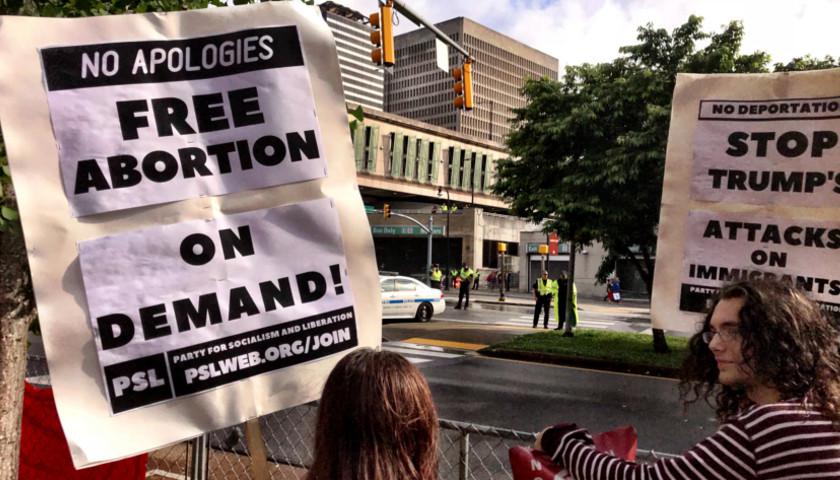 NO APOLOGIES
FREE
ABORTION
ON
DEMAND!
PSL
PARTY FOR SOCIALISM AND LIBERATION
PSLWEB.ORG/JOIN
NO DEPORTATIO
STOP
TRUMP'S
ATTACKS
ON
IMMIGRANTS
PARTY